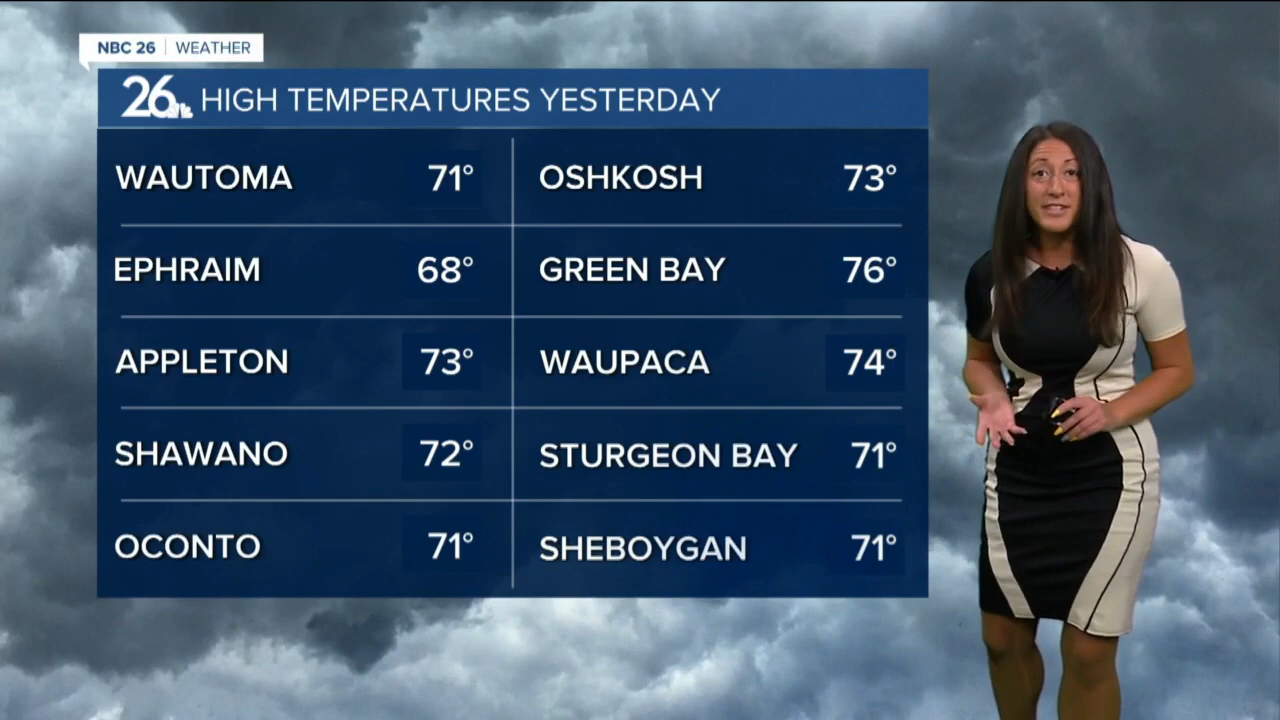 NBC 26 | WEATHER
26 HIGH TEMPERATURES YESTERDAY
WAUTOMA 71°
EPHRAIM 68°
APPLETON 73°
SHAWANO 72°
OCONTO 71°
OSHKOSH 73°
GREEN BAY 76°
WAUPACA 74°
STURGEON BAY 71°
SHEBOYGAN 71°